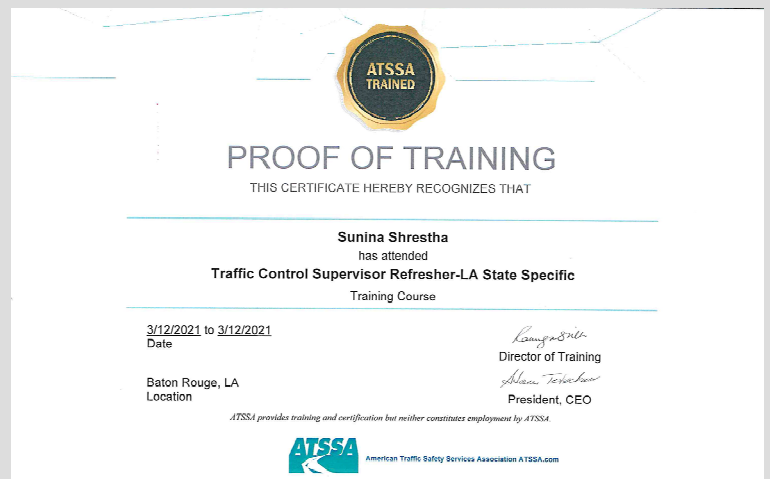 ATSSA
TRAINED
PROOF OF TRAINING
THIS CERTIFICATE HEREBY RECOGNIZES THAT
Sunina Shrestha
has attended
Traffic Control Supervisor Refresher-LA State Specific
Training Course
3/12/2021 to 3/12/2021
Date
Director of Training
Baton Rouge, LA
Location
President, CEO
ATSSA provides training and certification but neither constitutes employment by ATSSA
ATSSA
American Traffic Safety Services Association ATSSA.com